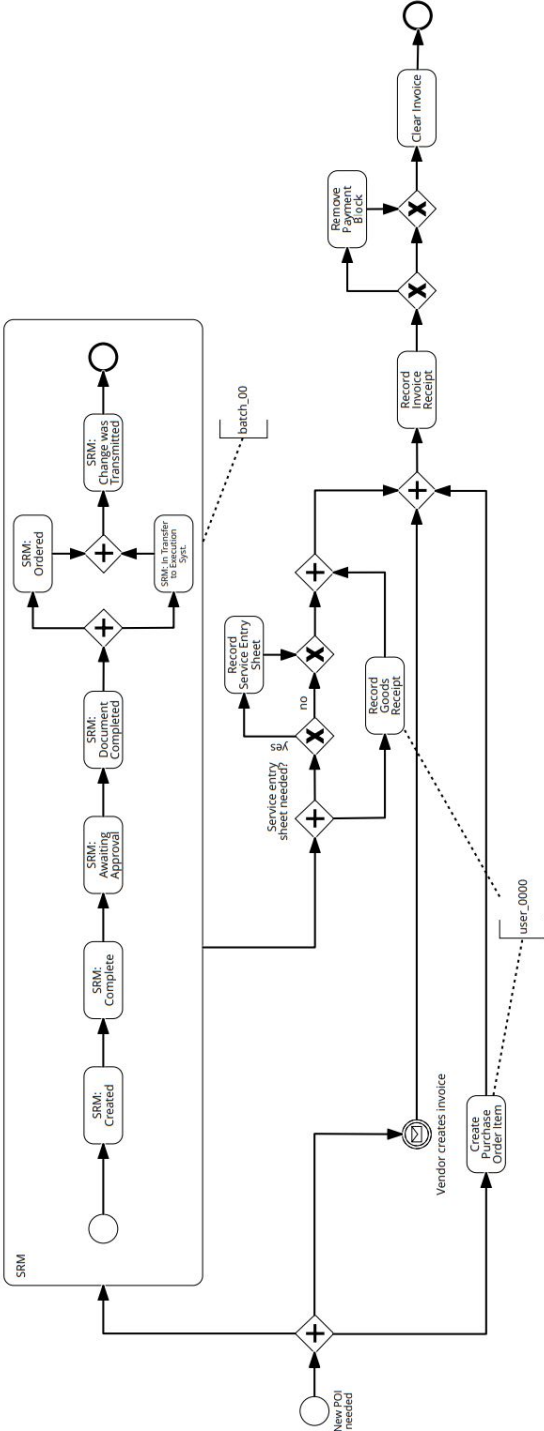 New POI
needed
SRM
SRM:
Created
SRM:
Complete
SRM:
Awaiting
Approval
SRM:
Document
Completed
SRM:
Ordered
SRM: In Transfer
to Execution
Syst.
SRM:
Change was
Transmitted
batch_00
Service entry
sheet needed?
yes
no
Record
Service Entry
Sheet
Record
Goods
Receipt
Vendor creates invoice
Create
Purchase
Order Item
user_0000
Record
Invoice
Receipt
Remove
Payment
Block
Clear Invoice